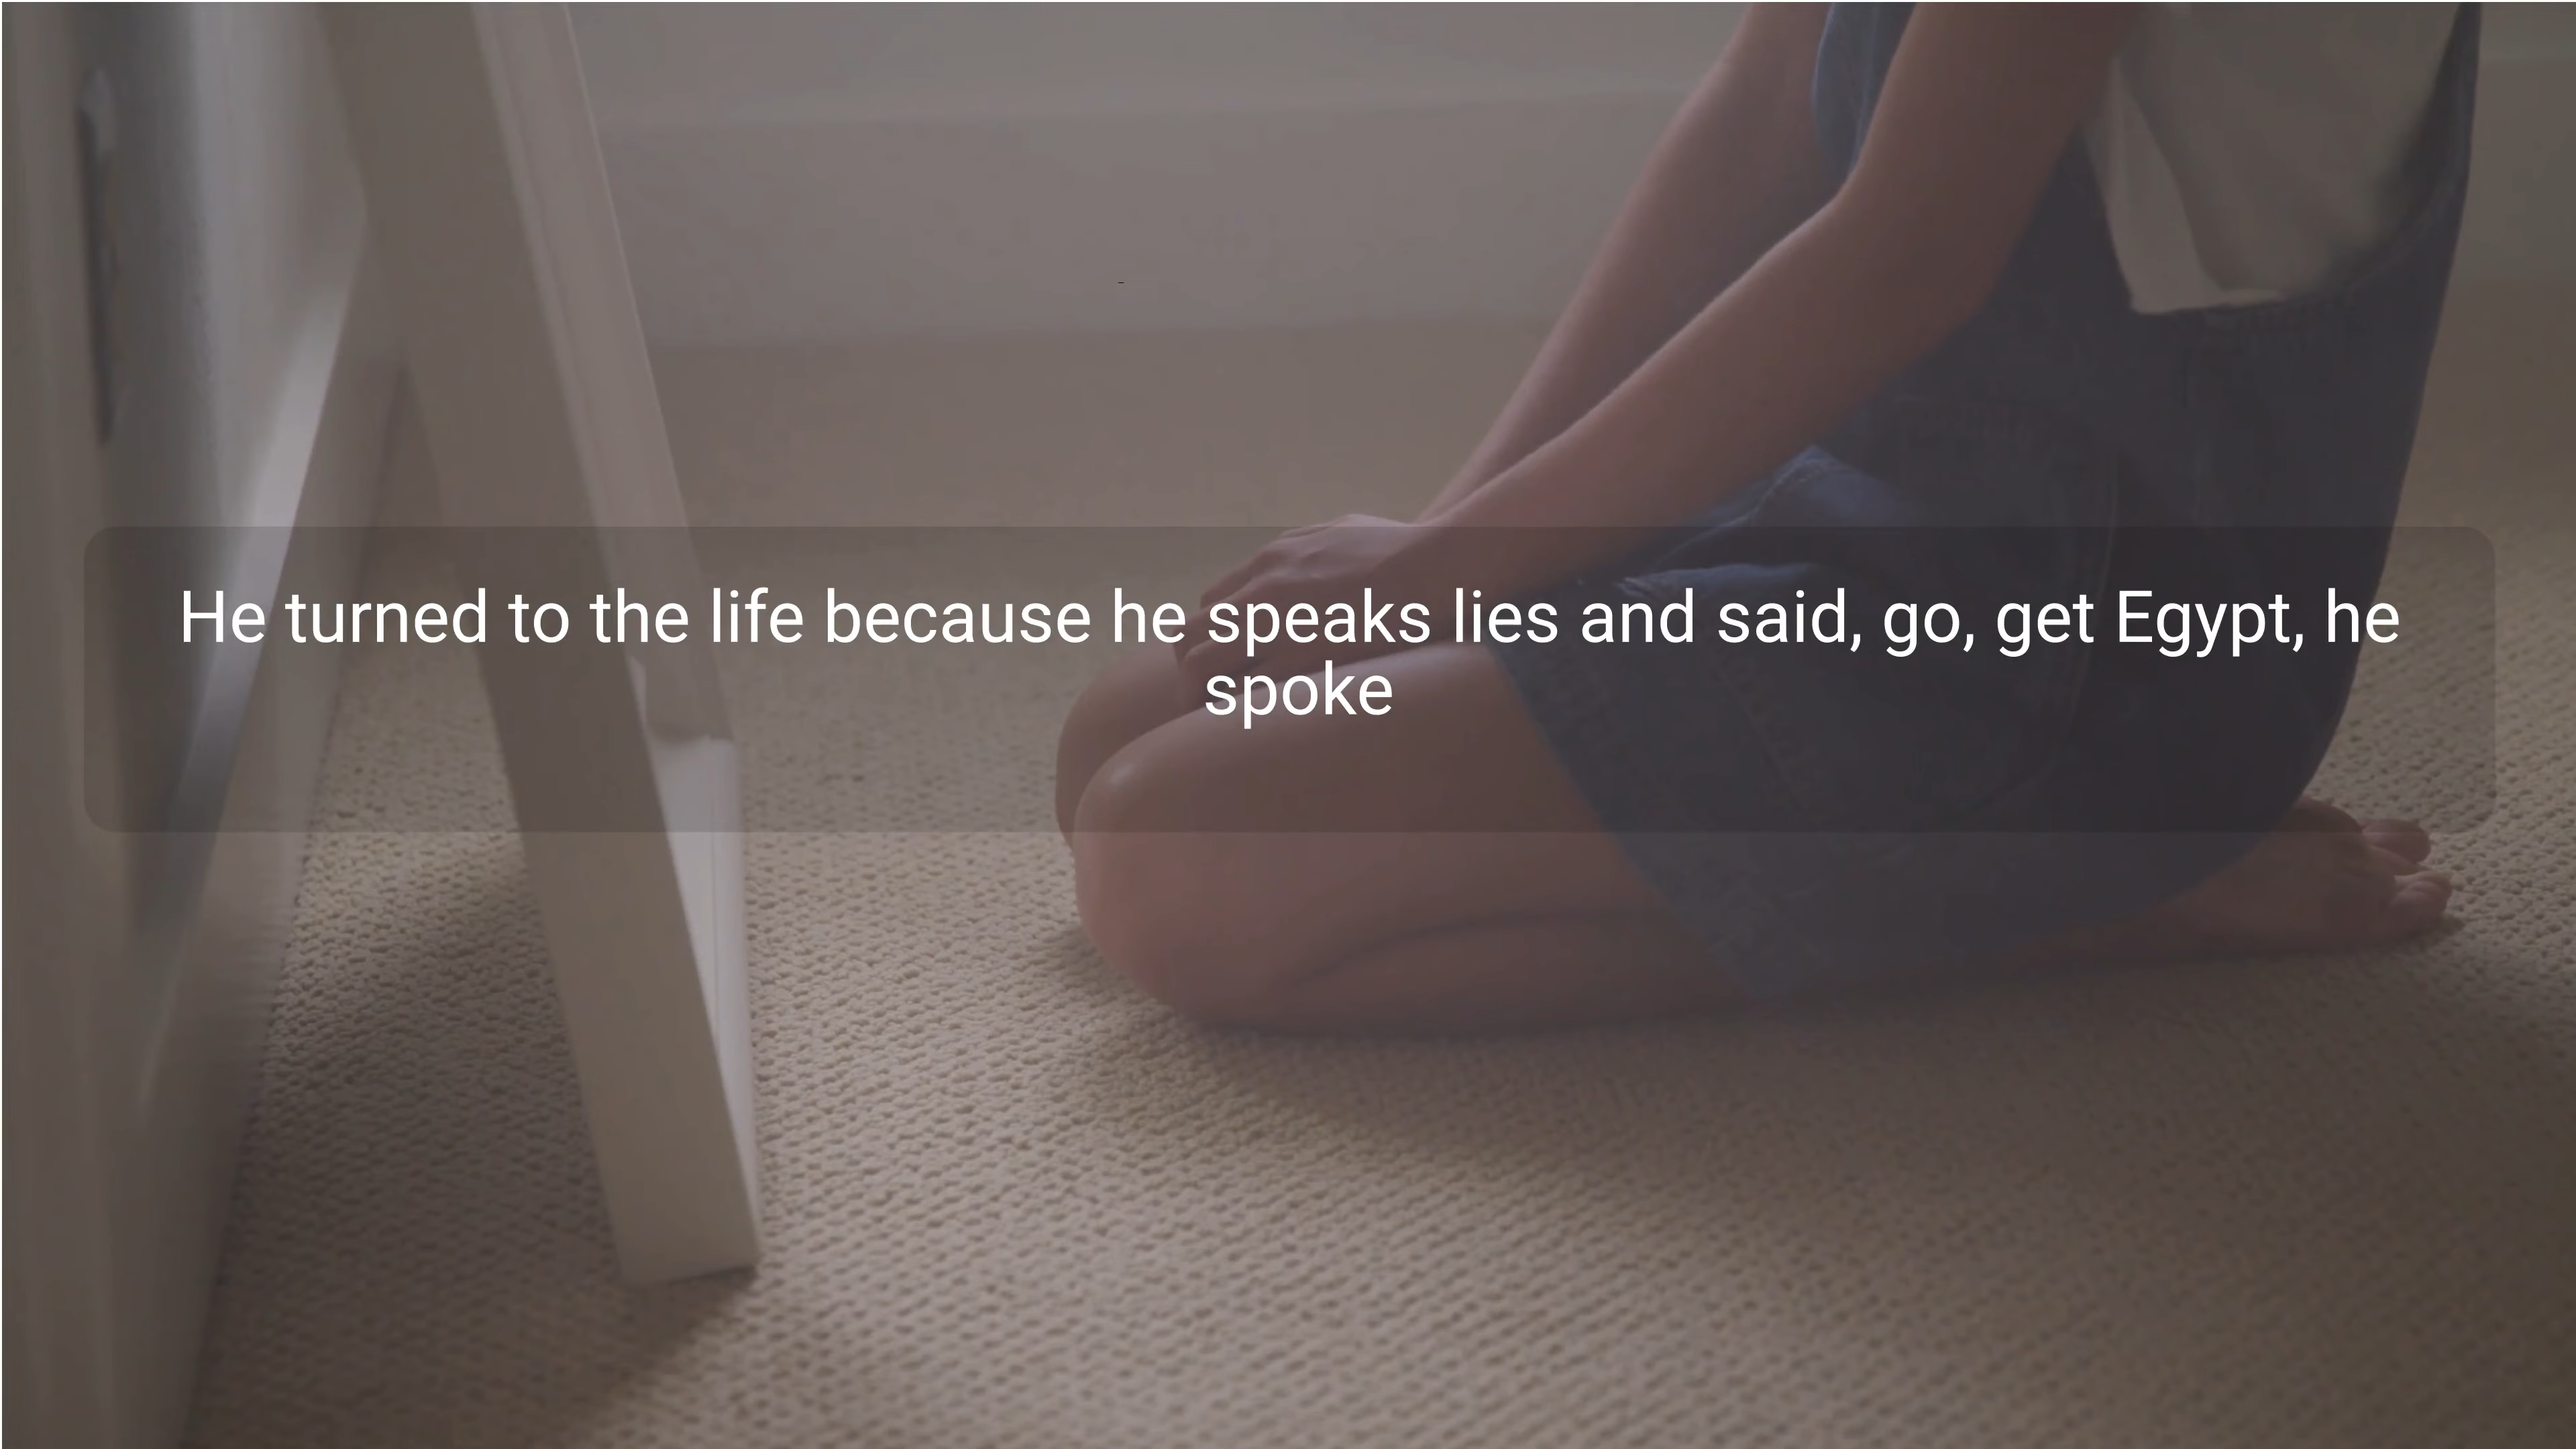 He turned to the life because he speaks lies and said, go, get Egypt, he
spoke